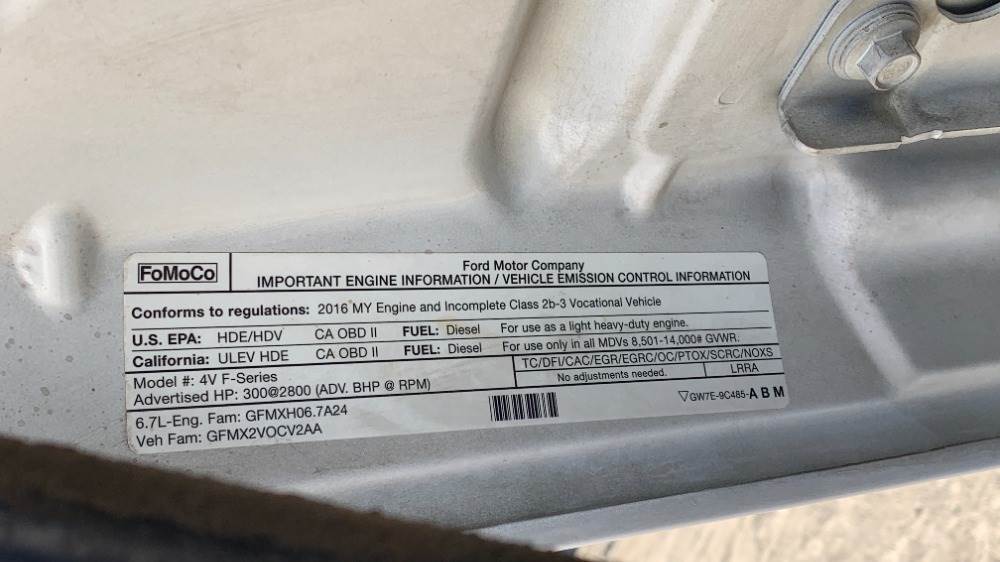 FoMoCo
Ford Motor Company
IMPORTANT ENGINE INFORMATION / VEHICLE EMISSION CONTROL INFORMATION
Conforms to regulations: 2016 MY Engine and Incomplete Class 2b-3 Vocational Vehicle
U.S. EPA: HDE/HDV CA OBD II FUEL: Diesel For use as a light heavy-duty engine.
California: ULEV HDE CA OBD II FUEL: Diesel For use only in all MDVs 8,501-14,000# GVWR.
Model #: 4V F-Series TC/DFI/CAC/EGR/EGRC/OC/PTOX/SCRC/NOXS
Advertised HP: 300@2800 (ADV. BHP @ RPM) No adjustments needed. LRRA
6.7L-Eng. Fam: GFMXH06.7A24 ▽GW7E-9C485-A B M
Veh Fam: GFMX2VOCV2AA